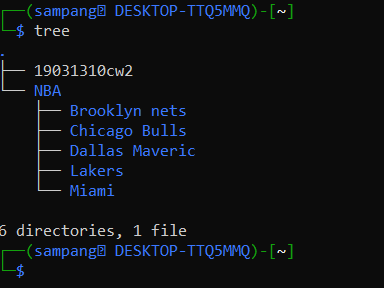 ┌──(sampang㉿ DESKTOP-TTQ5MMQ)-[~]
└─$ tree
.
├── 19031310cw2
└── NBA
    ├── Brooklyn nets
    ├── Chicago Bulls
    ├── Dallas Maveric
    ├── Lakers
    └── Miami
6 directories, 1 file
┌──(sampang㉿ DESKTOP-TTQ5MMQ)-[~]
└─$